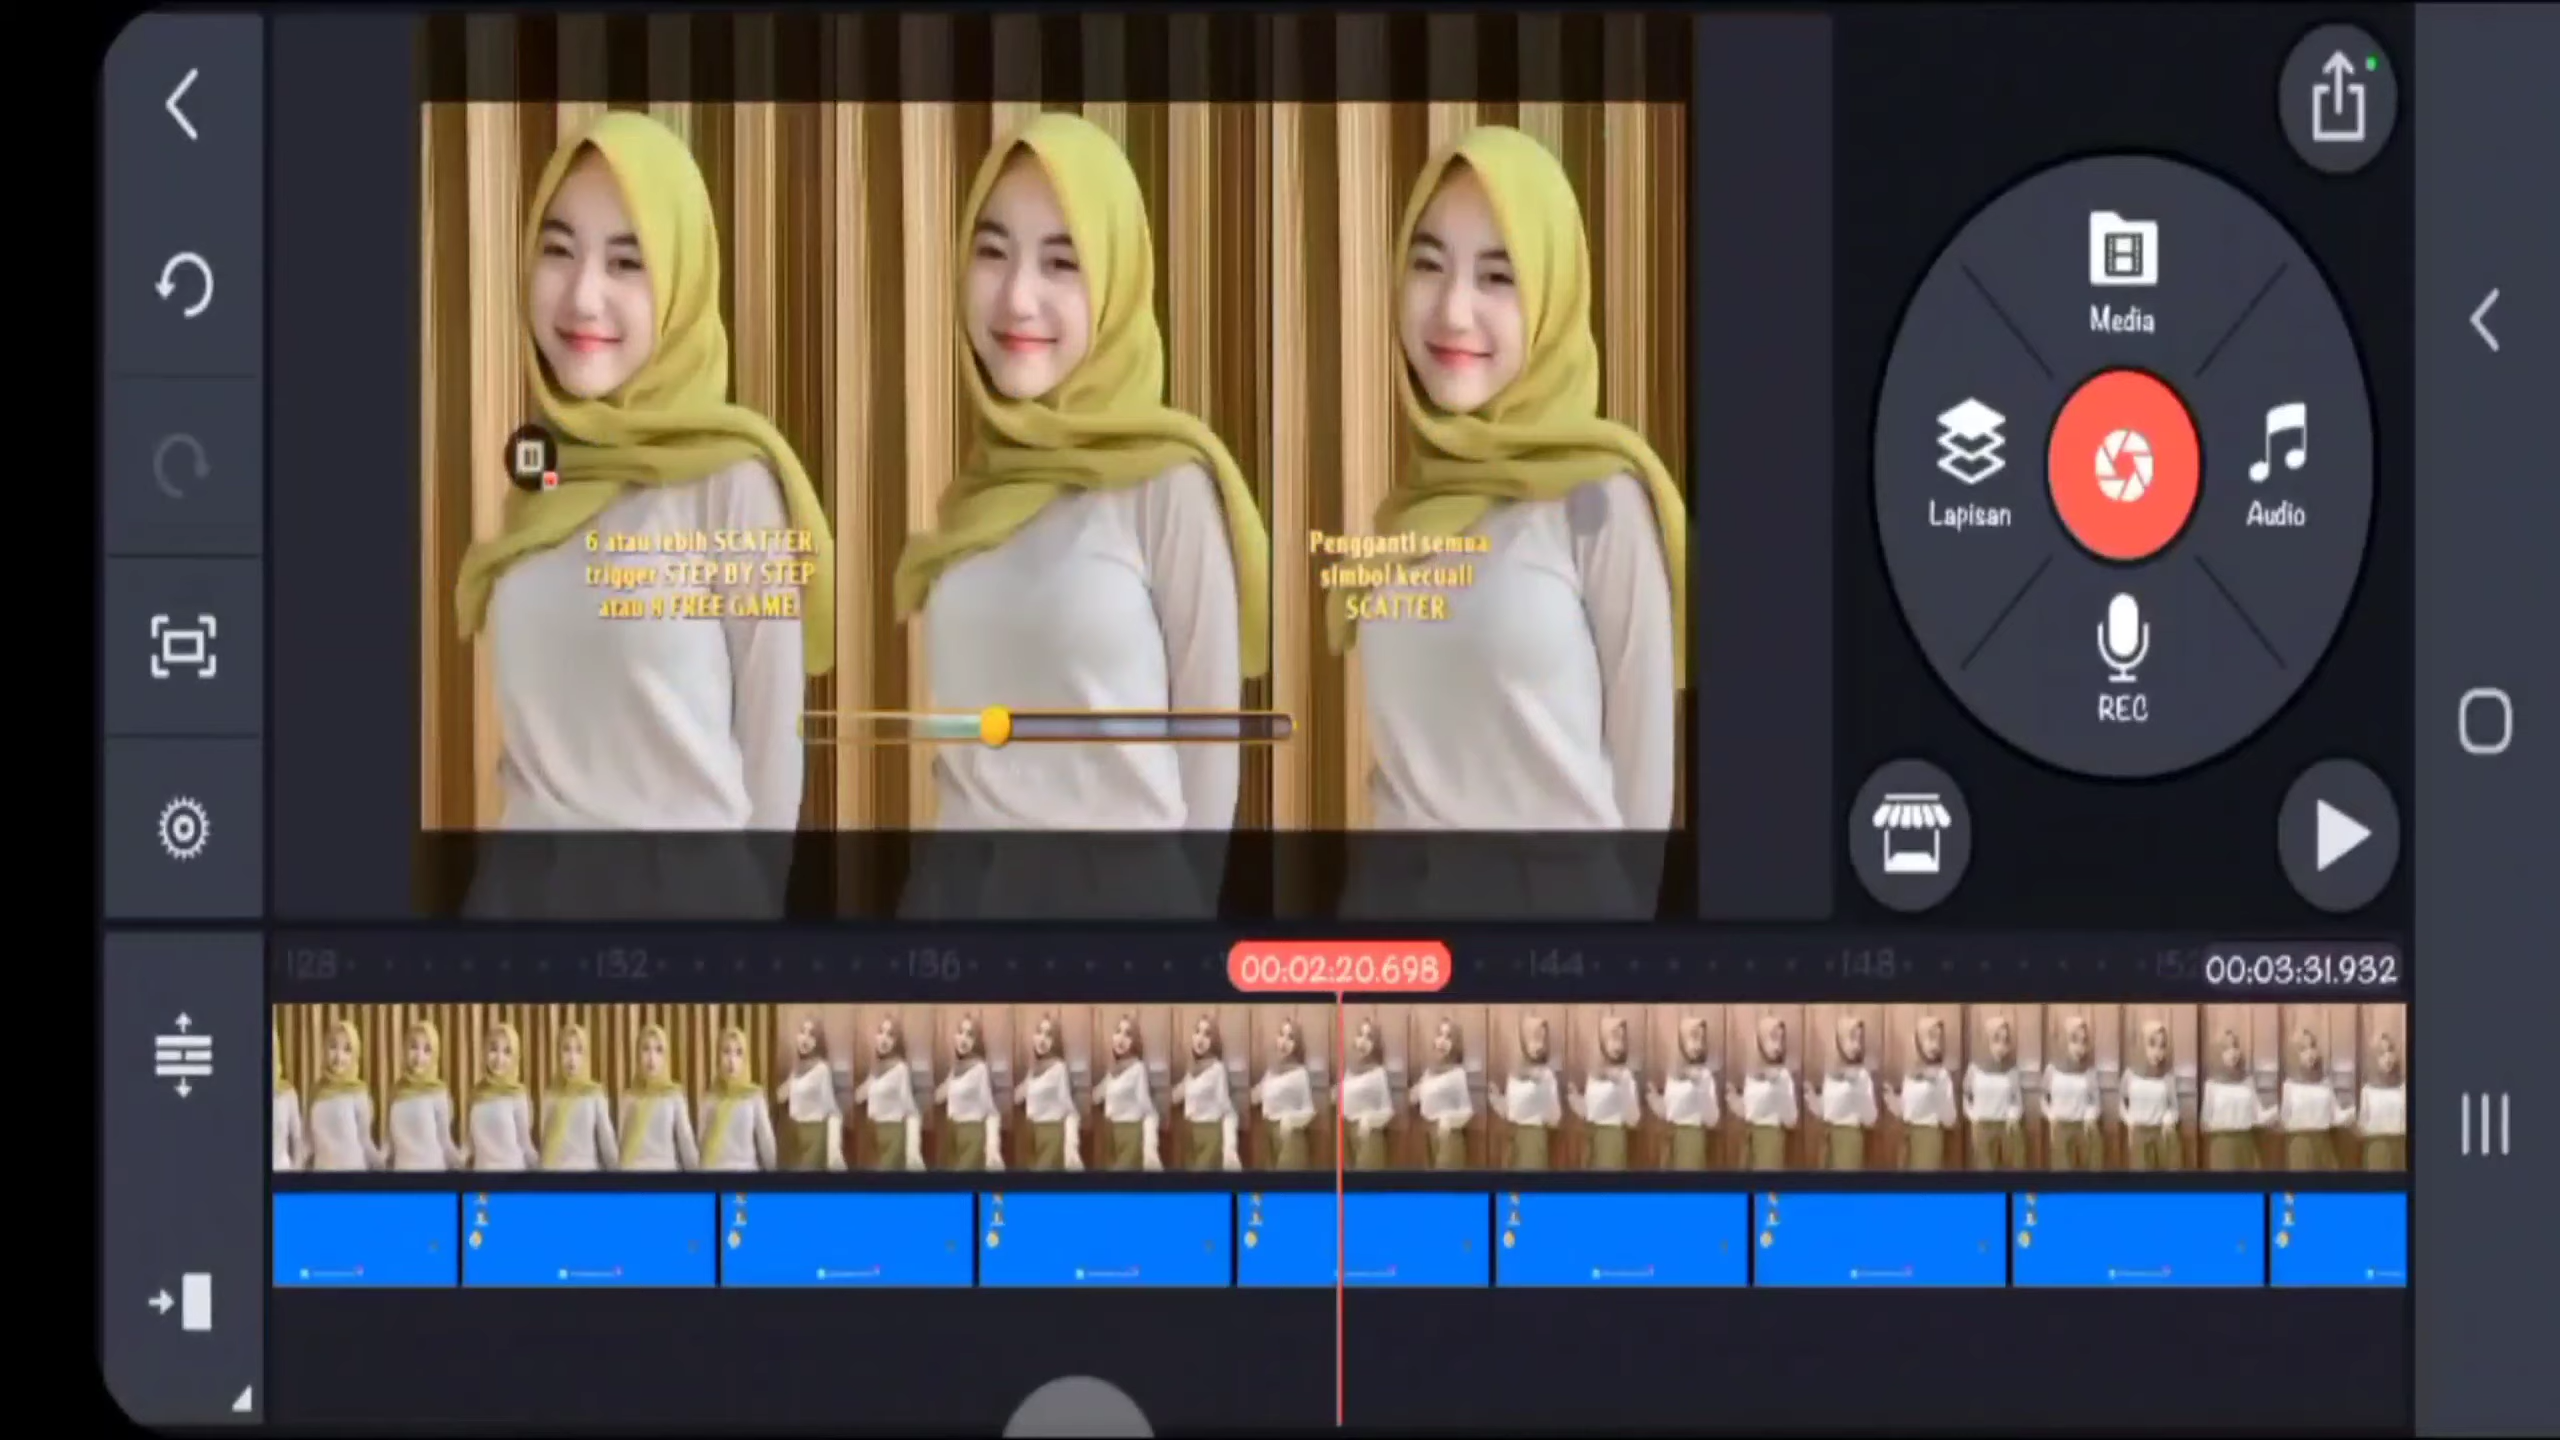 Media
Lapisan
Audio
REC
6 atau lebih SCATTER,
trigger STEP BY STEP
atau 8 FREE GAME.
Pengganti semua
simbol kecuali
SCATTER.
128
132
136
00:02:20.698
144
148
152
00:03:31.932